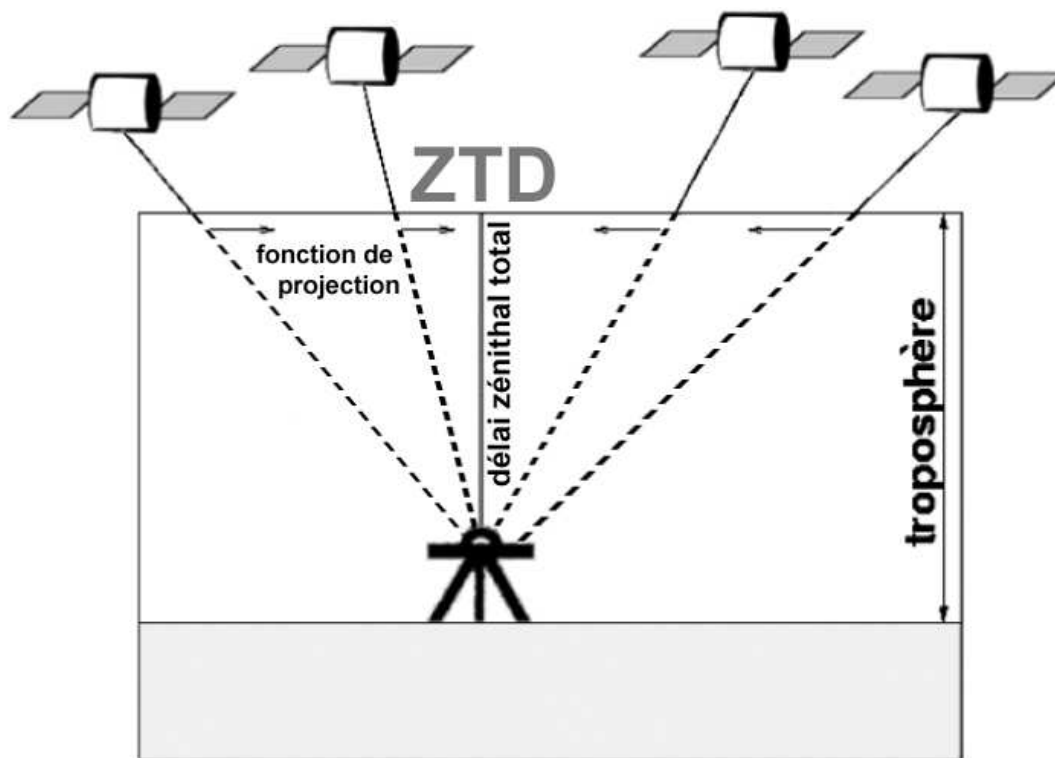 ZTD
fonction de
projection
délai zénithal total
troposphère